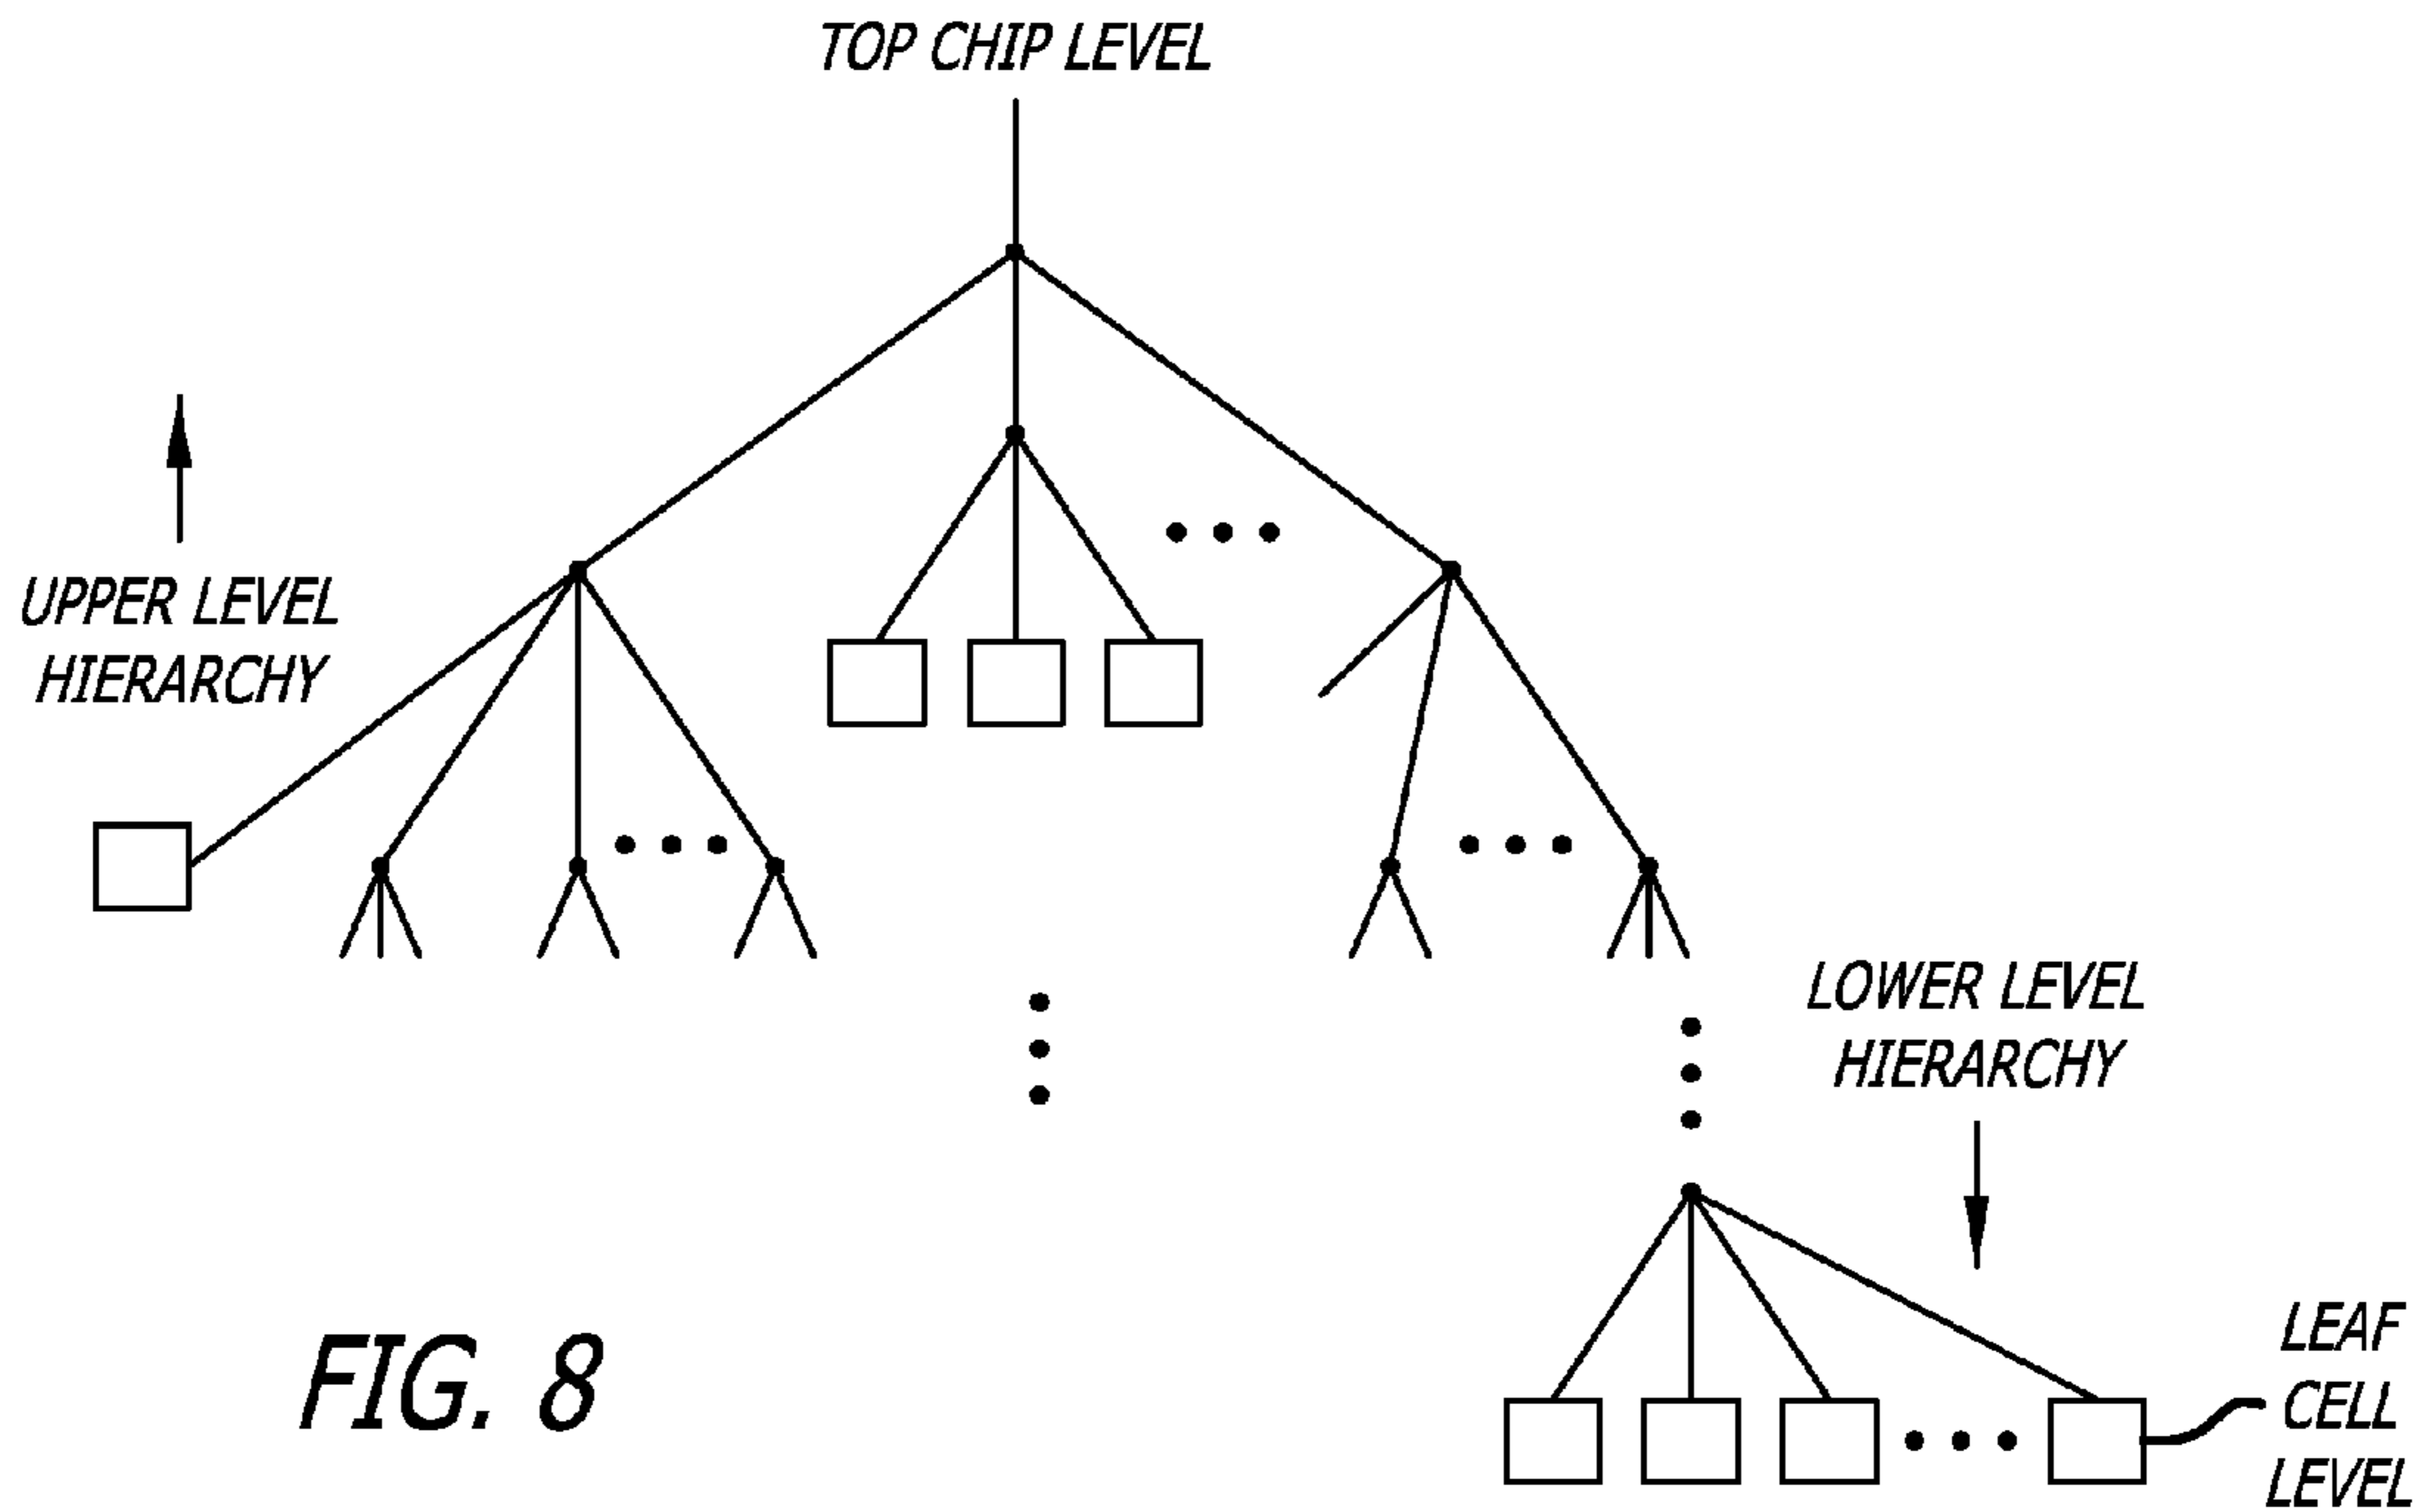 TOP CHIP LEVEL
UPPER LEVEL
HIERARCHY
LOWER LEVEL
HIERARCHY
LEAF
CELL
LEVEL
FIG. 8